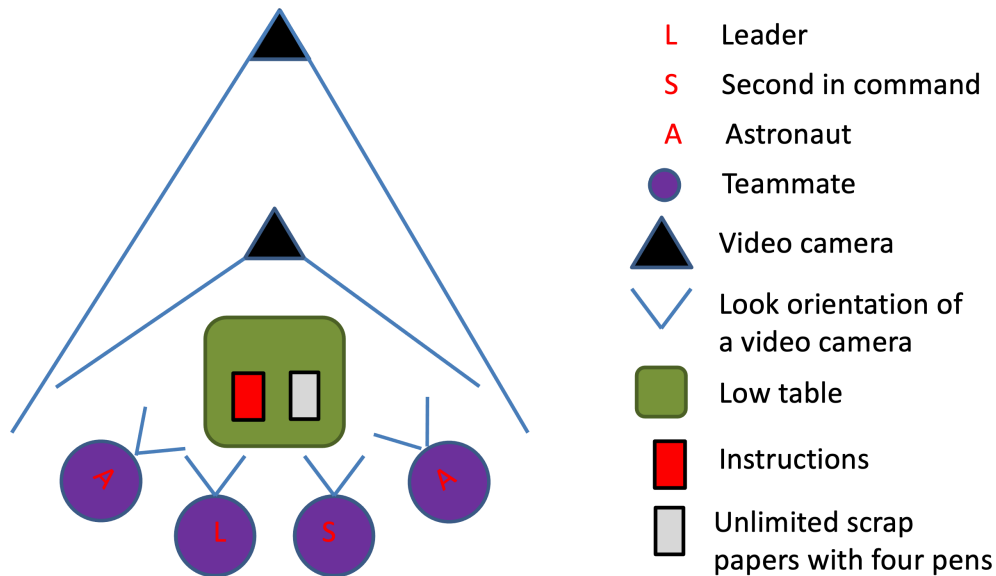 L Leader
S Second in command
A Astronaut
Teammate
Video camera
Look orientation of
a video camera
Low table
Instructions
Unlimited scrap
papers with four pens
A
A
L
S